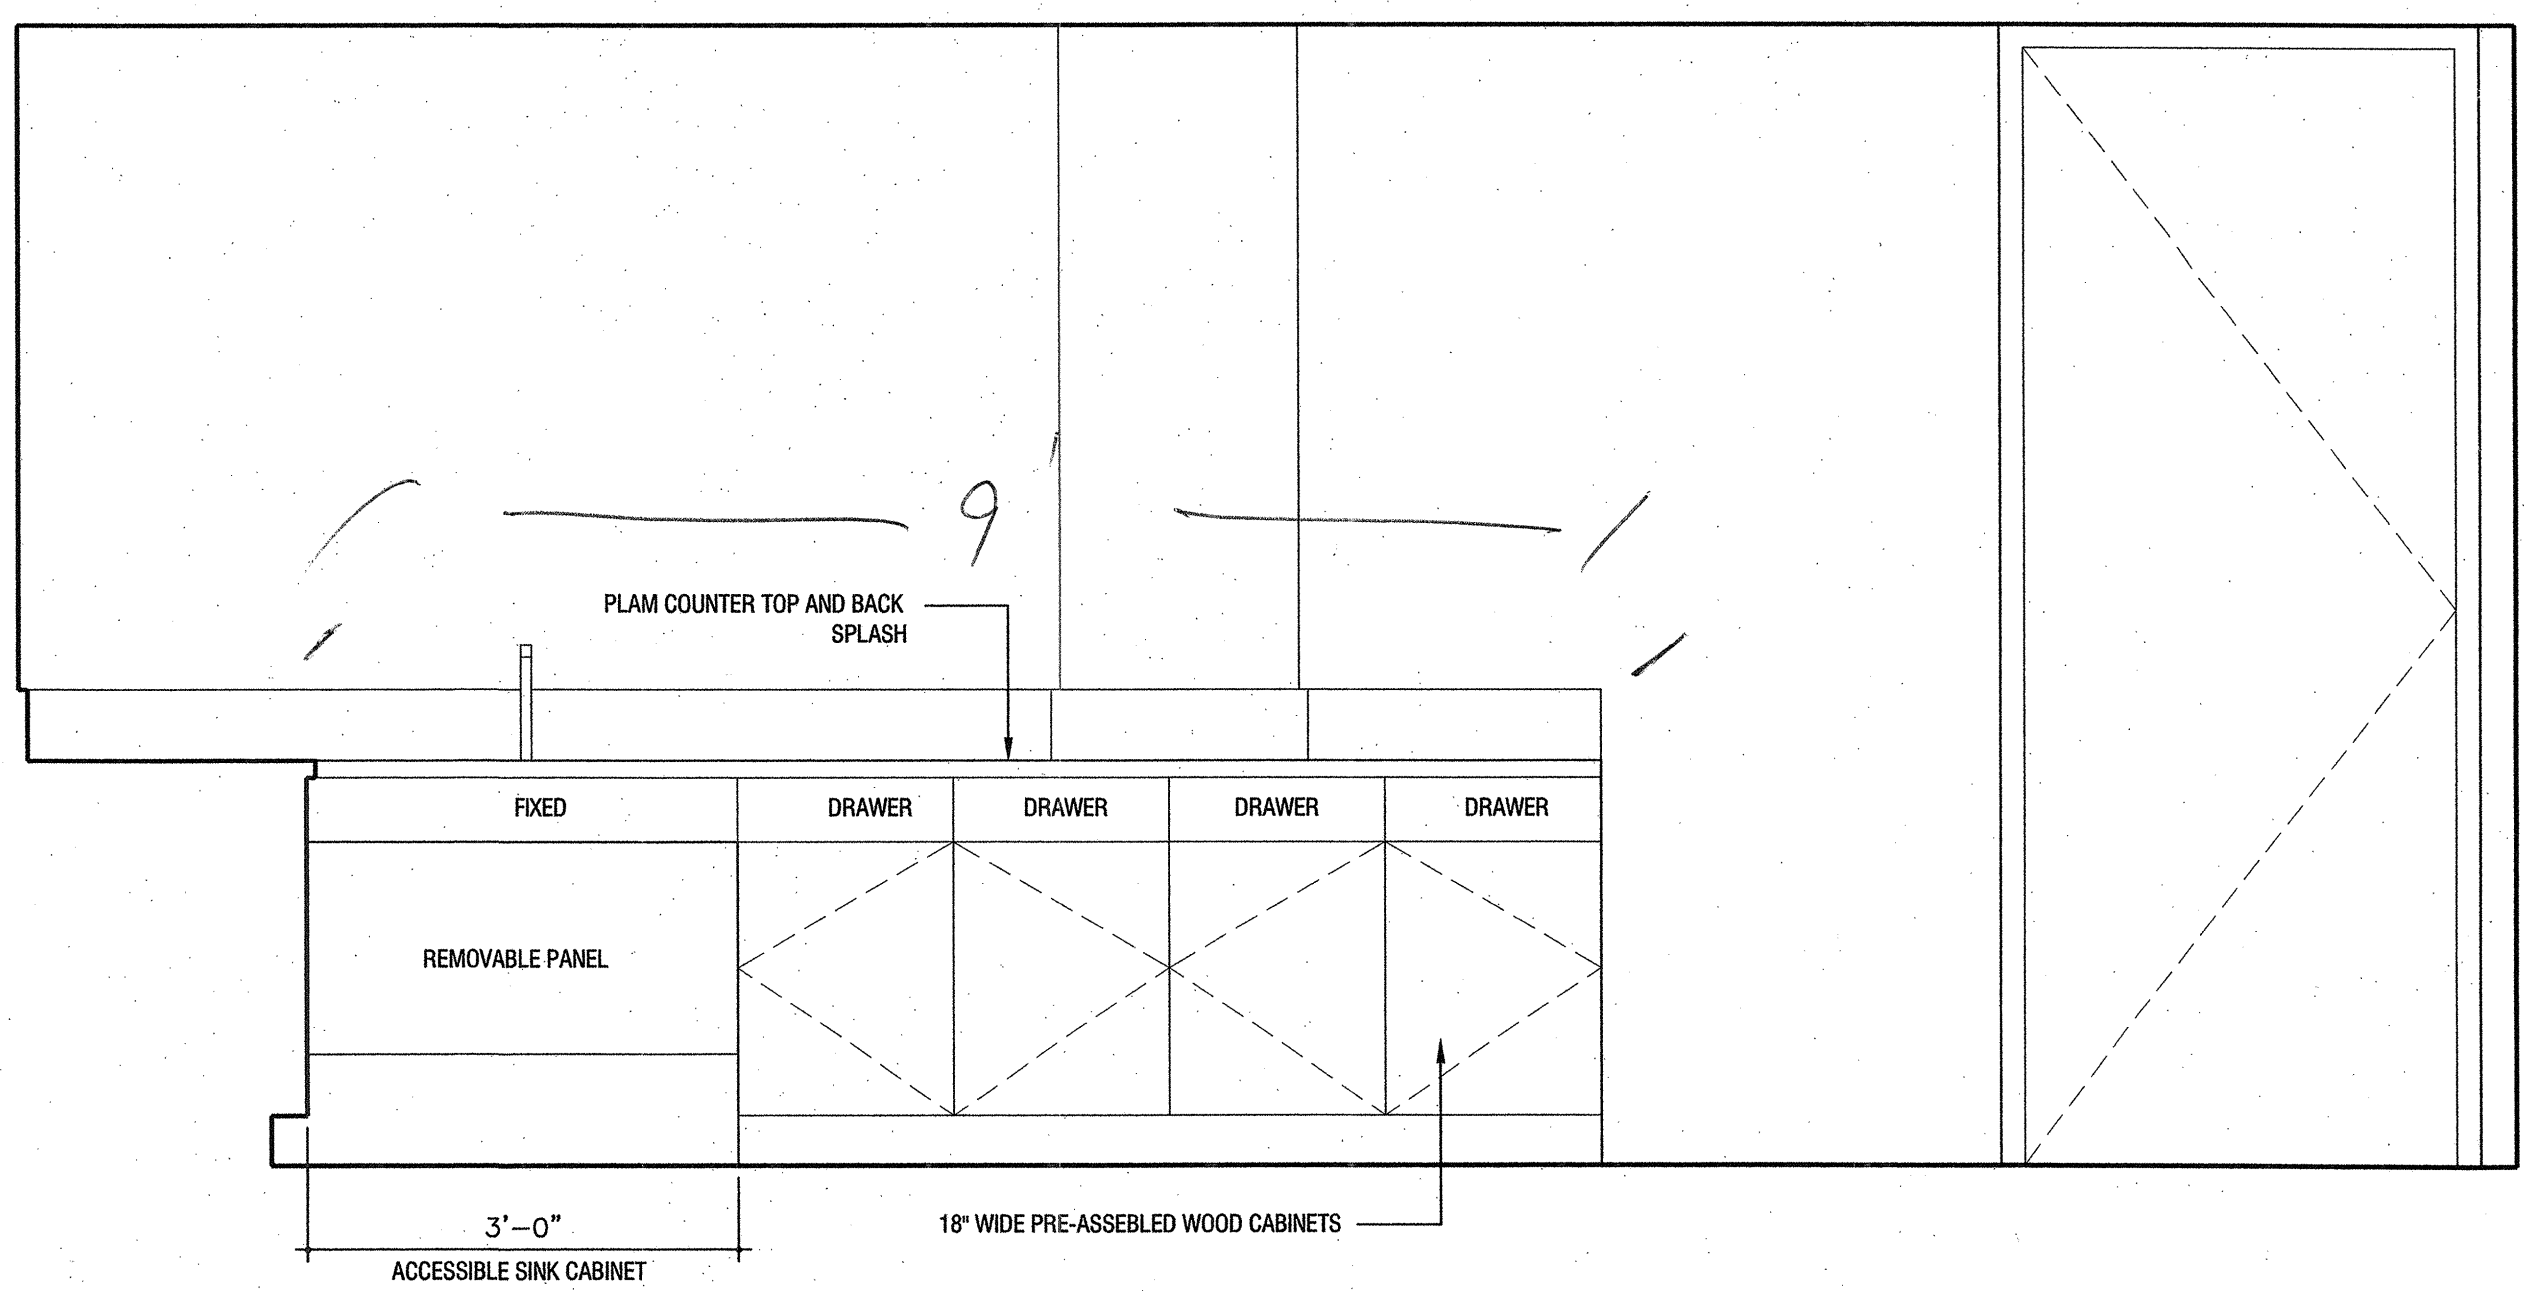 9'
PLAM COUNTER TOP AND BACK
SPLASH
FIXED
DRAWER
DRAWER
DRAWER
DRAWER
REMOVABLE PANEL
3'-0"
18" WIDE PRE-ASSEBLED WOOD CABINETS
ACCESSIBLE SINK CABINET